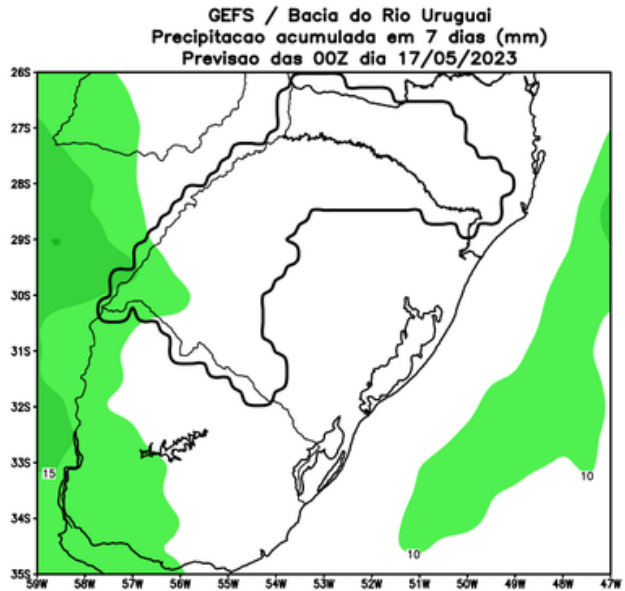 GEFS / Bacia do Rio Uruguai
Precipitacao acumulada em 7 dias (mm)
Previsao das 00Z dia 17/05/2023
26S
27S
28S
29S
30S
31S
32S
33S
34S
35S
15
10
10
59W 58W 57W 56W 55W 54W 53W 52W 51W 50W 49W 48W 47W